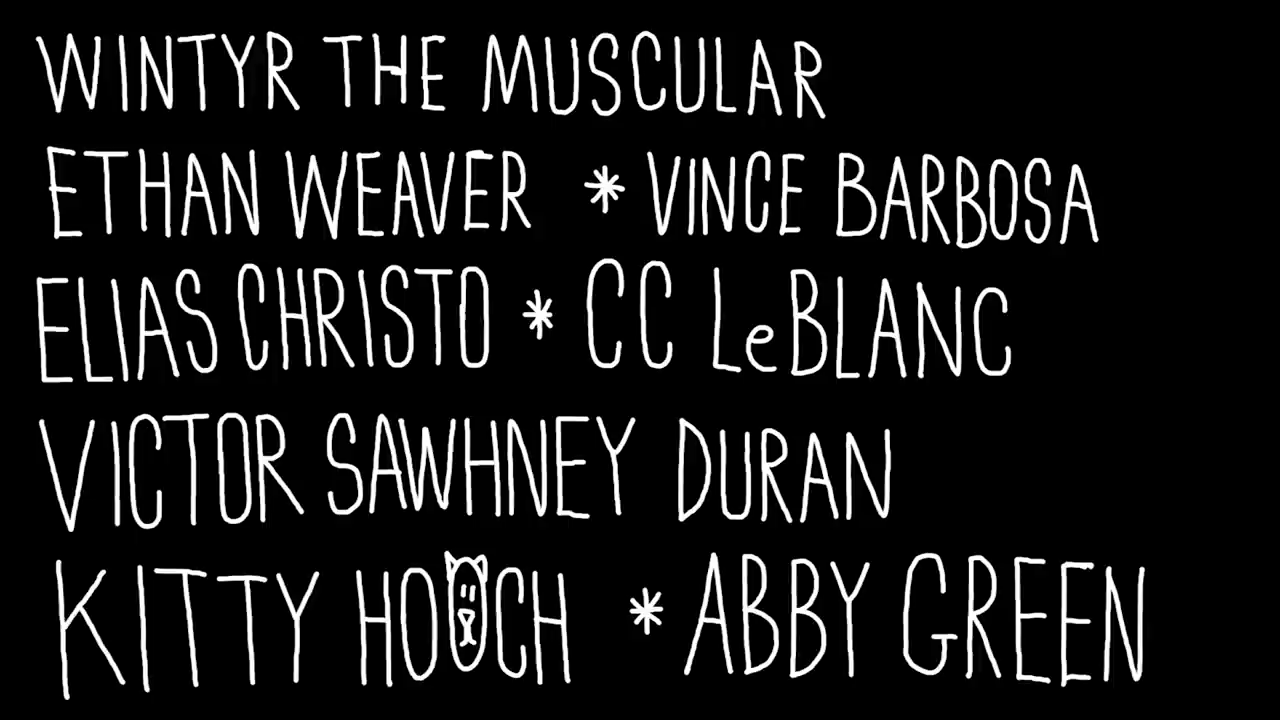 WINTYR THE MUSCULAR
ETHAN WEAVER * VINCE BARBOSA
ELIAS CHRISTO * CC LeBLANC
VICTOR SAWHNEY DURAN
KITTY HOOCH * ABBY GREEN